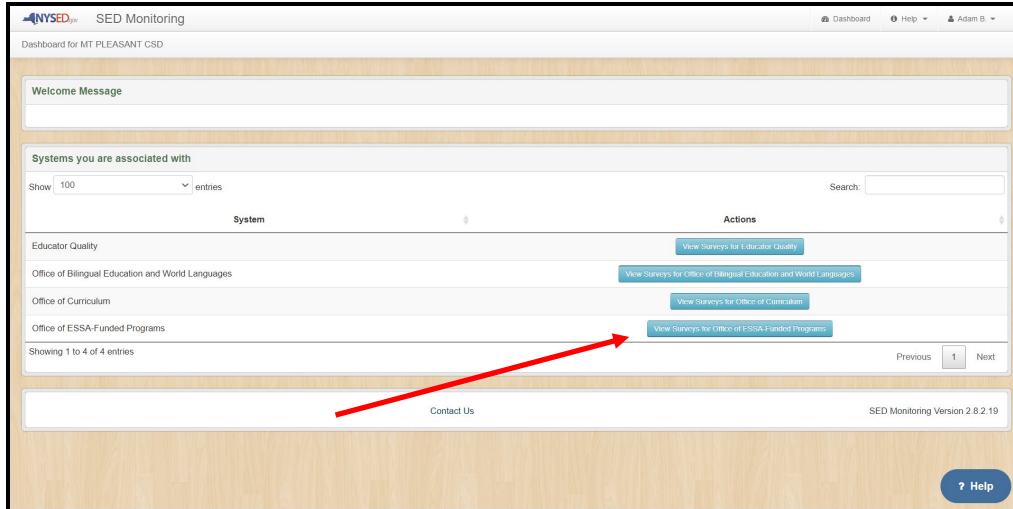 NYSED.gov SED Monitoring Dashboard Help Adam B.
Dashboard for MT PLEASANT CSD
Welcome Message
Systems you are associated with
Show 100 entries Search:
System Actions
Educator Quality View Surveys for Educator Quality
Office of Bilingual Education and World Languages View Surveys for Office of Bilingual Education and World Languages
Office of Curriculum View Surveys for Office of Curriculum
Office of ESSA-Funded Programs View Surveys for Office of ESSA-Funded Programs
Showing 1 to 4 of 4 entries Previous 1 Next
Contact Us SED Monitoring Version 2.8.2.19
? Help